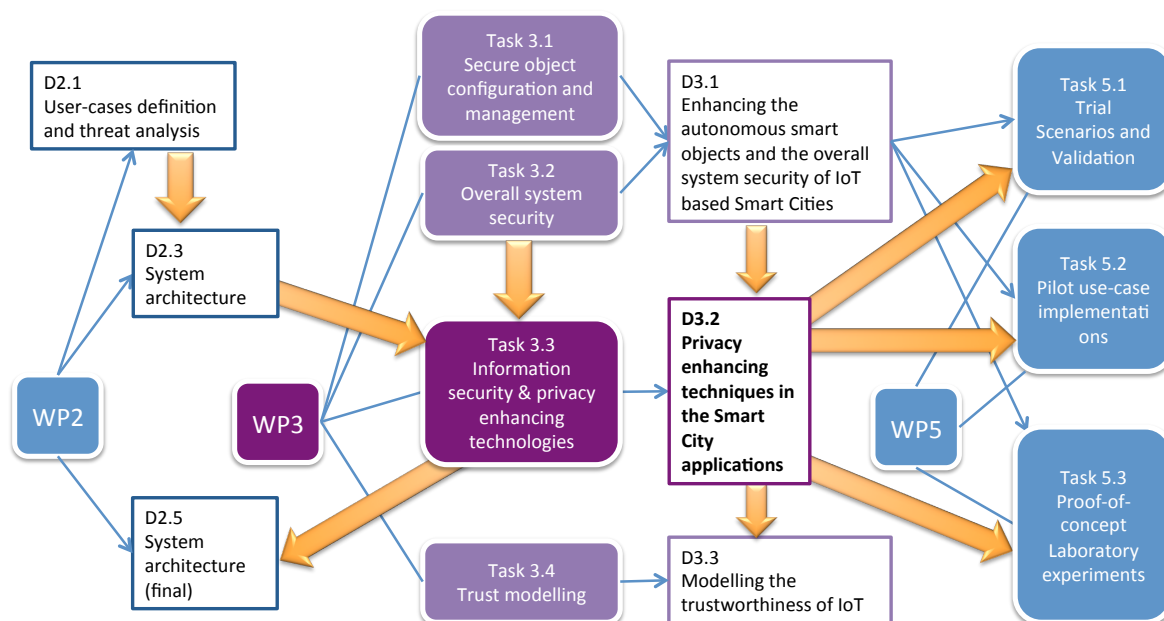 D2.1
User-cases definition
and threat analysis
D2.3
System
architecture
WP2
D2.5
System
architecture
(final)
WP3
Task 3.1
Secure object
configuration and
management
Task 3.2
Overall system
security
Task 3.3
Information
security & privacy
enhancing
technologies
Task 3.4
Trust modelling
D3.1
Enhancing the
autonomous smart
objects and the overall
system security of IoT
based Smart Cities
D3.2
Privacy
enhancing
techniques in
the Smart
City
applications
D3.3
Modelling the
trustworthiness of IoT
WP5
Task 5.1
Trial
Scenarios and
Validation
Task 5.2
Pilot use-case
implementati
ons
Task 5.3
Proof-of-
concept
Laboratory
experiments